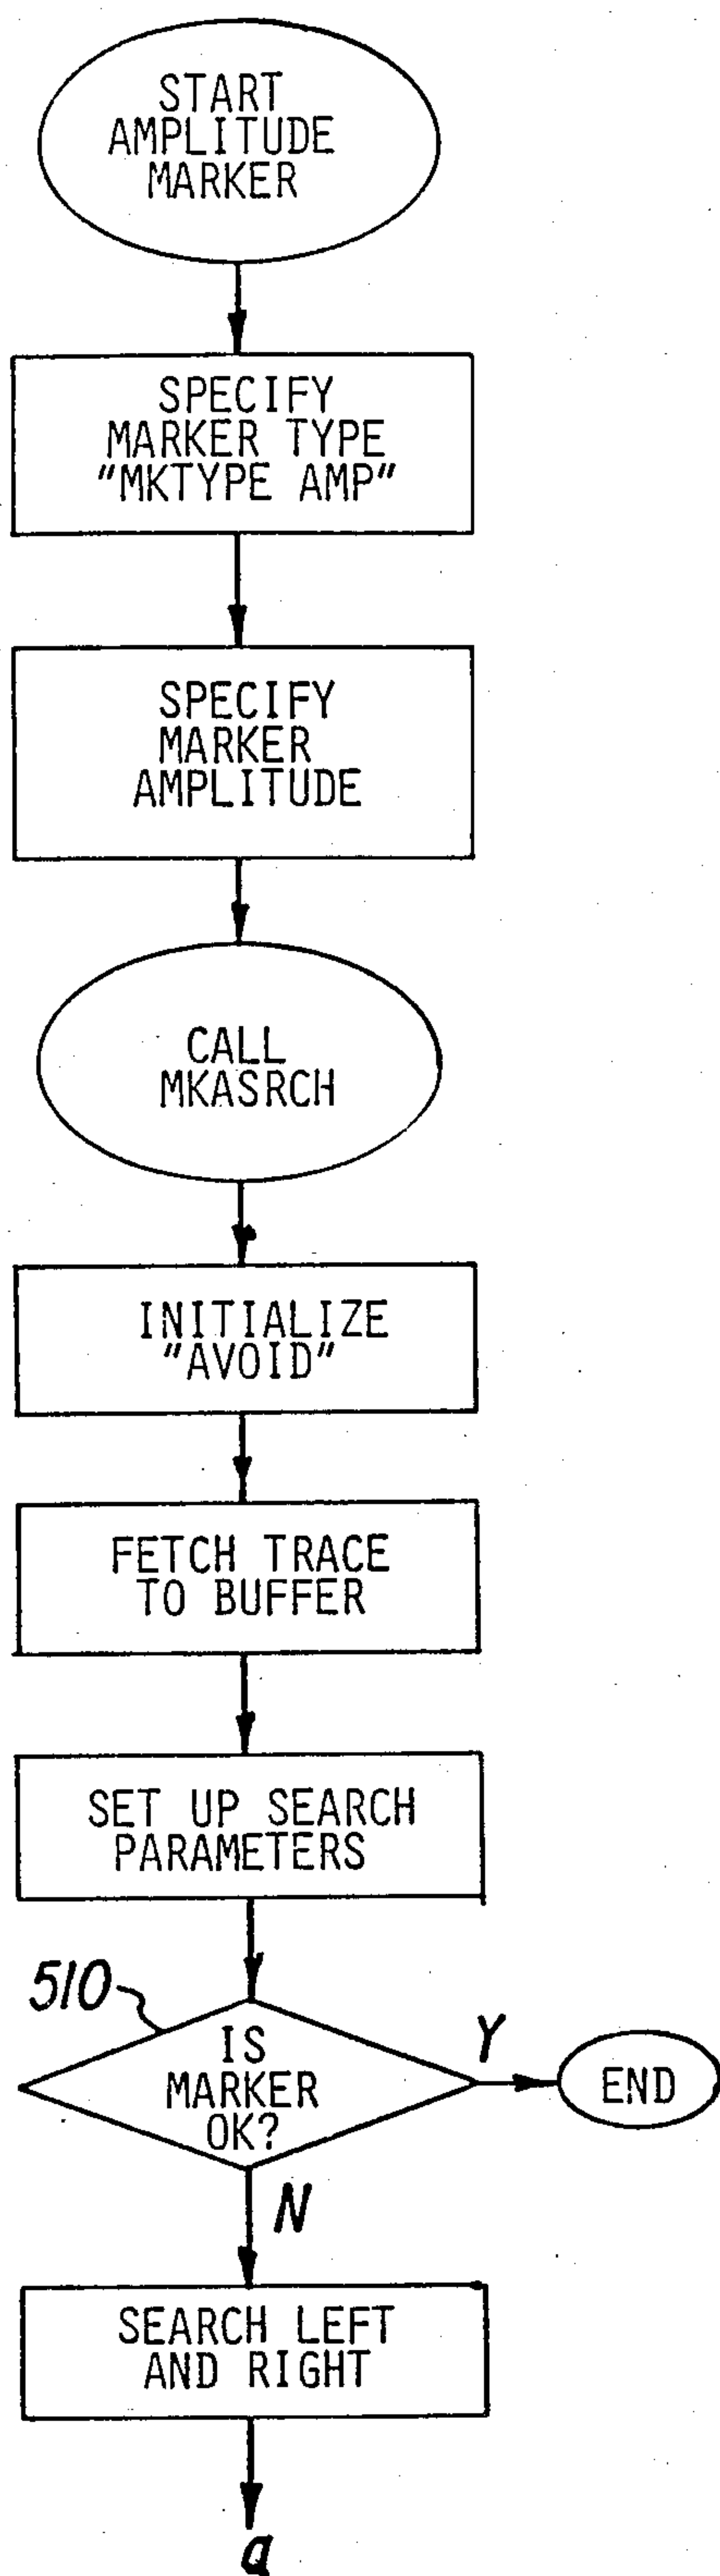 START
AMPLITUDE
MARKER
SPECIFY
MARKER TYPE
"MKTYPE AMP"
SPECIFY
MARKER
AMPLITUDE
CALL
MKASRCH
INITIALIZE
"AVOID"
FETCH TRACE
TO BUFFER
SET UP SEARCH
PARAMETERS
510
IS
MARKER
OK?
Y
END
N
SEARCH LEFT
AND RIGHT
a